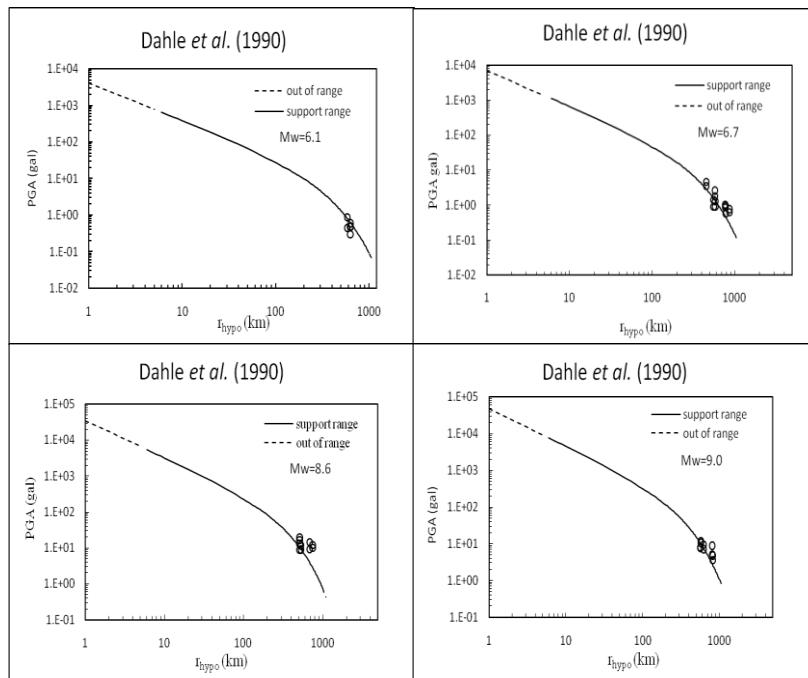 Dahle et al. (1990)
1.E+04
1.E+03
1.E+02
1.E+01
1.E+00
1.E-01
1.E-02
PGA (gal)
out of range
support range
Mw=6.1
1 10 100 1000
rhypo (km)
Dahle et al. (1990)
1.E+04
1.E+03
1.E+02
1.E+01
1.E+00
1.E-01
1.E-02
PGA (gal)
support range
out of range
Mw=6.7
1 10 100 1000
rhypo (km)
Dahle et al. (1990)
1.E+05
1.E+04
1.E+03
1.E+02
1.E+01
1.E+00
1.E-01
PGA (gal)
support range
out of range
Mw=8.6
1 10 100 1000
rhypo (km)
Dahle et al. (1990)
1.E+05
1.E+04
1.E+03
1.E+02
1.E+01
1.E+00
1.E-01
PGA (gal)
support range
out of range
Mw=9.0
1 10 100 1000
rhypo (km)